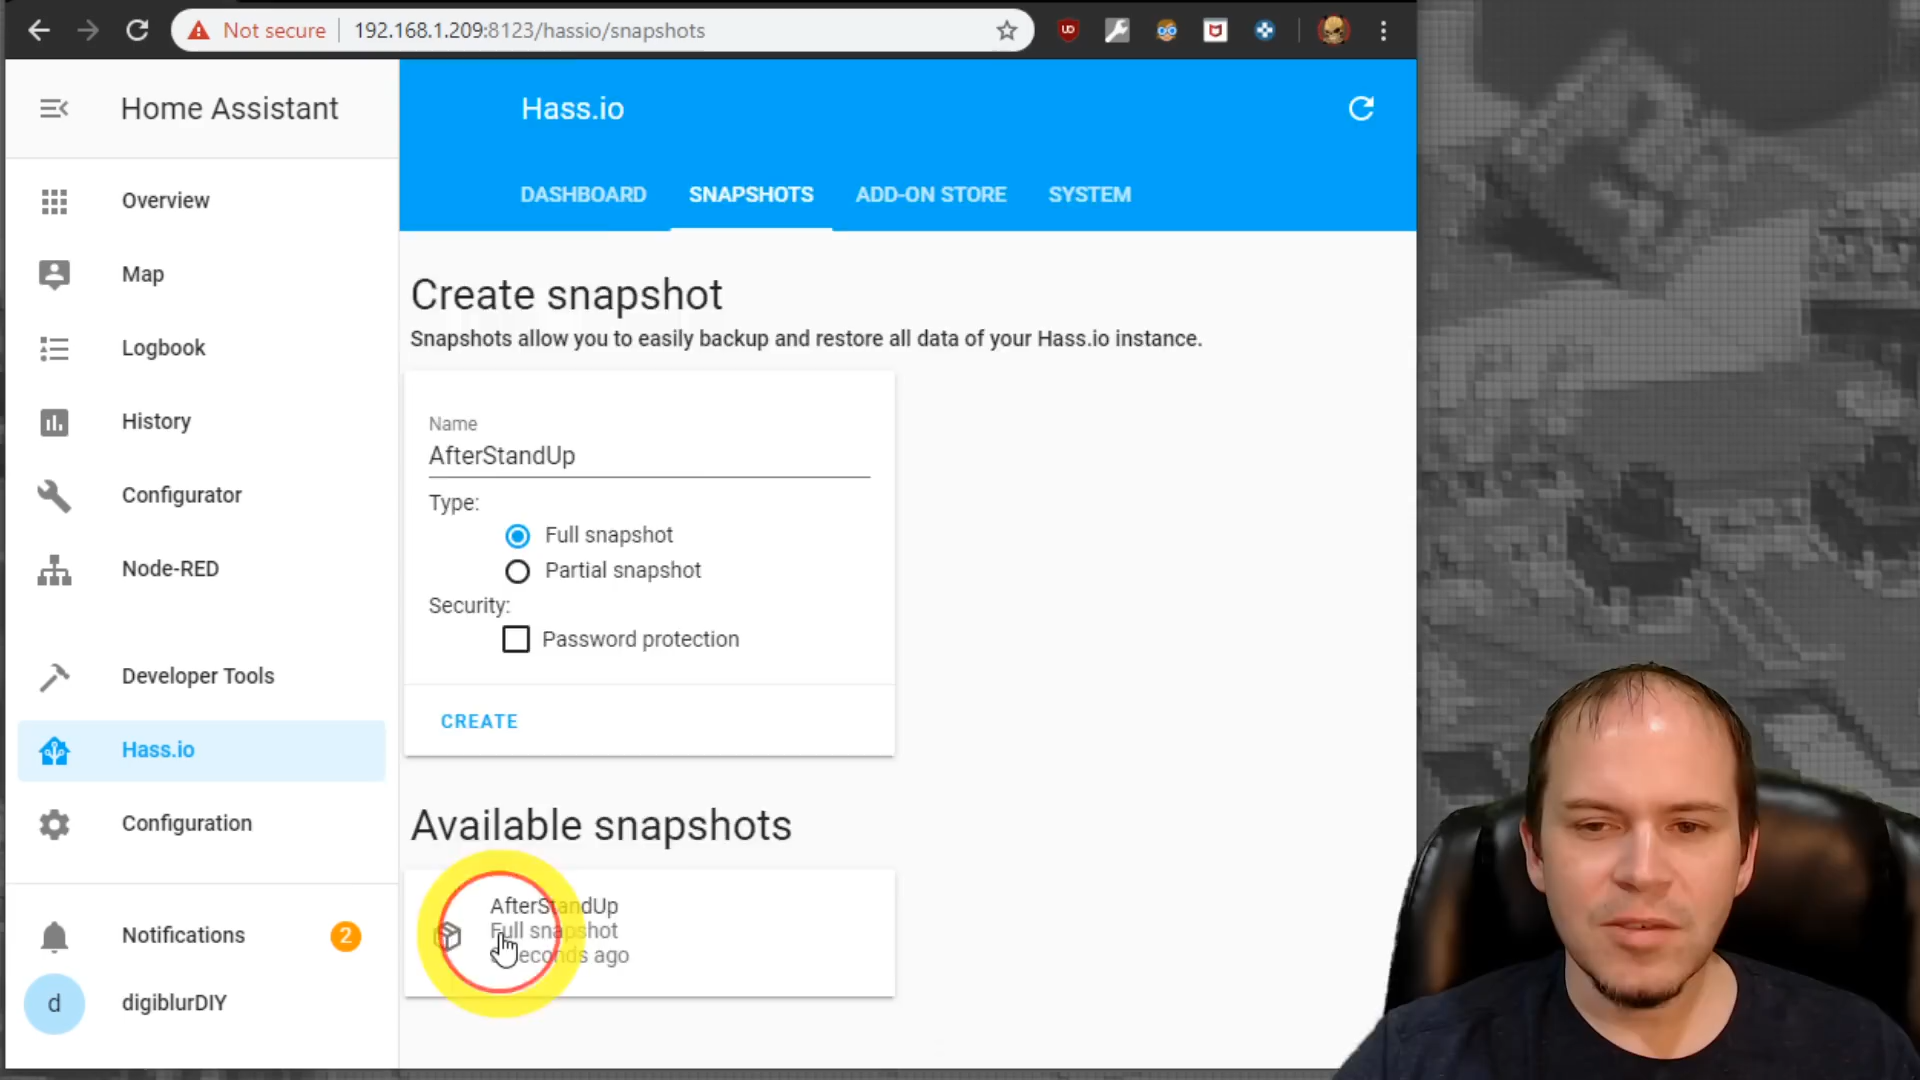 Not secure
192.168.1.209:8123/hassio/snapshots
UD
Home Assistant
Hass.io
DASHBOARD
SNAPSHOTS
ADD-ON STORE
SYSTEM
Overview
Map
Logbook
History
Configurator
Node-RED
Developer Tools
Hass.io
Configuration
Notifications
2
d
digiblurDIY
Create snapshot
Snapshots allow you to easily backup and restore all data of your Hass.io instance.
Name
AfterStandUp
Type:
Full snapshot
Partial snapshot
Security:
Password protection
CREATE
Available snapshots
AfterStandUp
Full snapshot
seconds ago